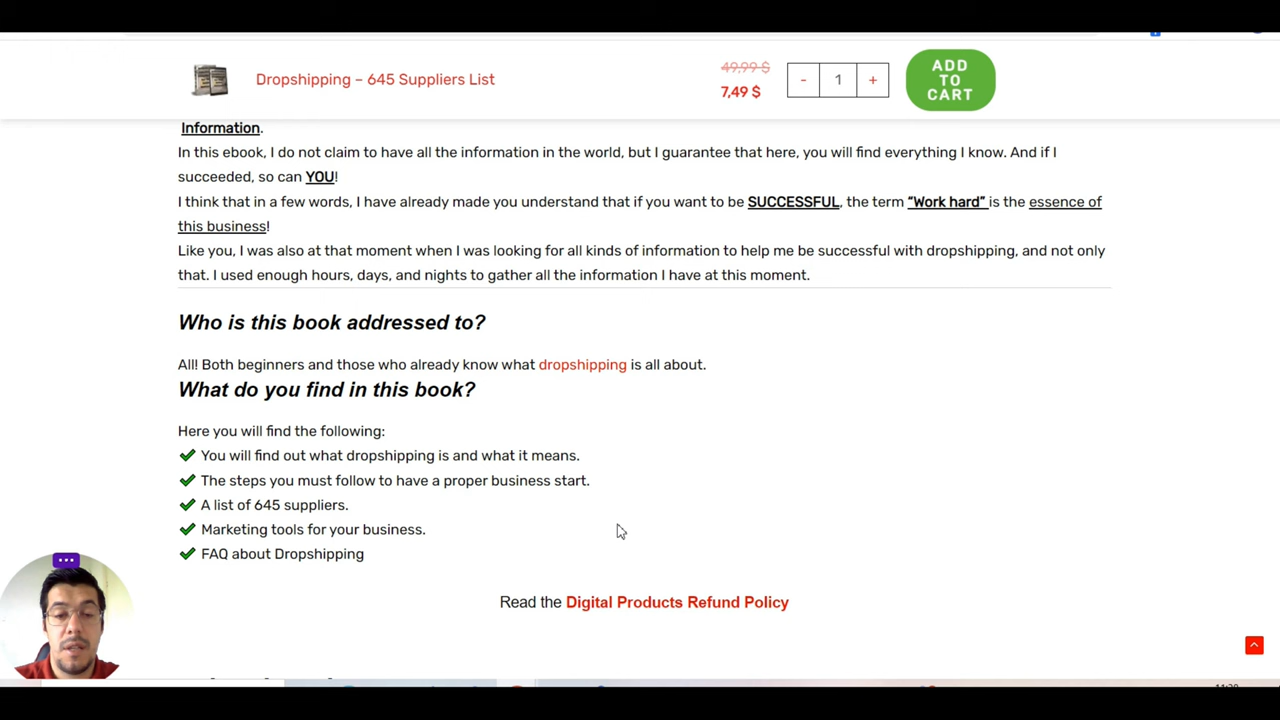 Dropshipping – 645 Suppliers List
49,99 $
7,49 $
- 1 +
ADD
TO
CART
Information.
In this ebook, I do not claim to have all the information in the world, but I guarantee that here, you will find everything I know. And if I
succeeded, so can YOU!
I think that in a few words, I have already made you understand that if you want to be SUCCESSFUL, the term “Work hard” is the essence of
this business!
Like you, I was also at that moment when I was looking for all kinds of information to help me be successful with dropshipping, and not only
that. I used enough hours, days, and nights to gather all the information I have at this moment.
Who is this book addressed to?
All! Both beginners and those who already know what dropshipping is all about.
What do you find in this book?
Here you will find the following:
You will find out what dropshipping is and what it means.
The steps you must follow to have a proper business start.
A list of 645 suppliers.
Marketing tools for your business.
FAQ about Dropshipping
Read the Digital Products Refund Policy